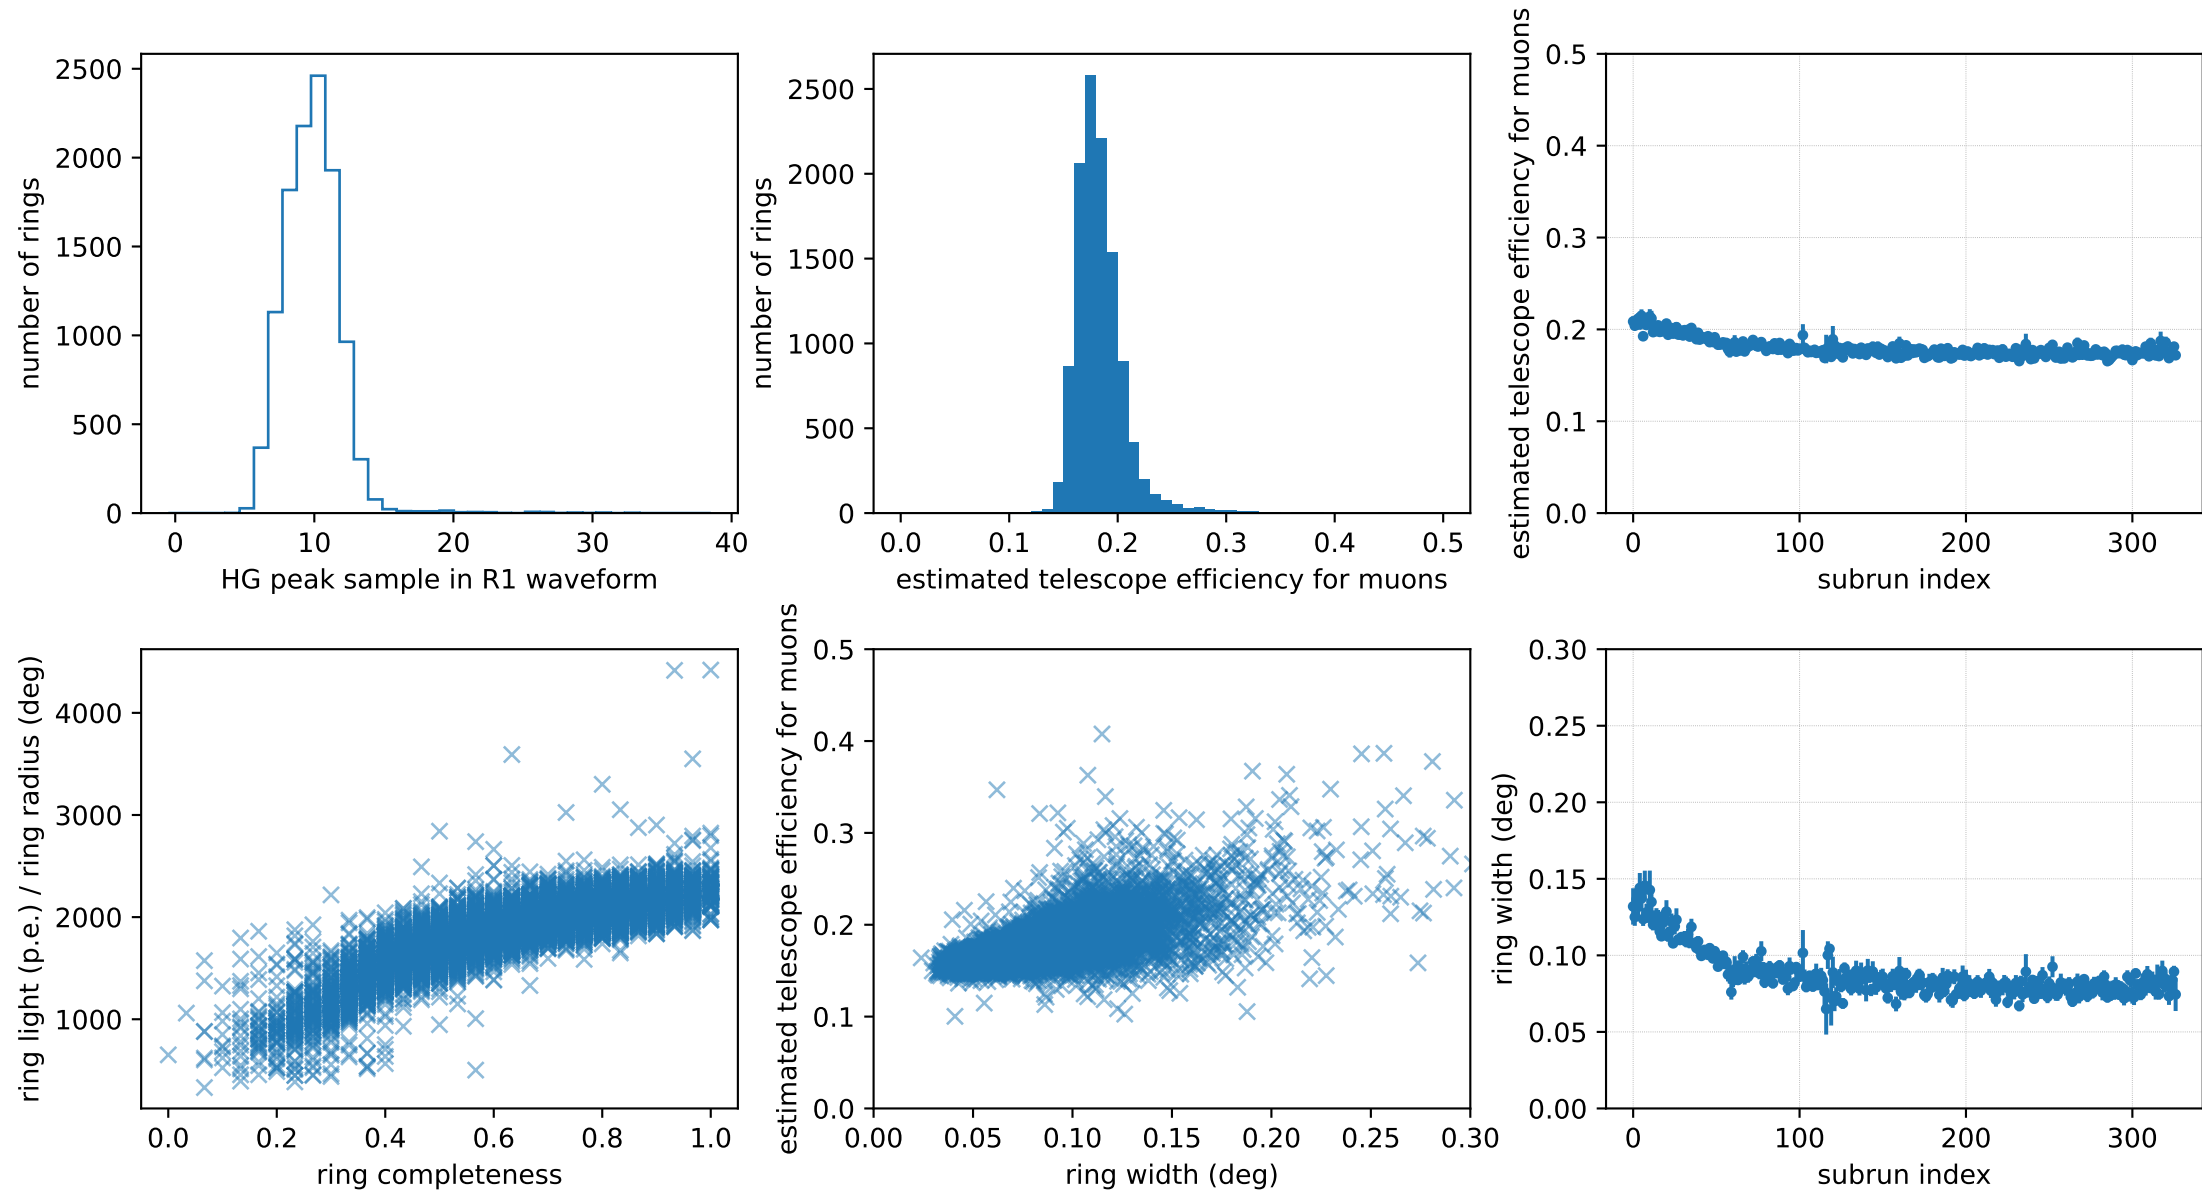 number of rings
2500
2000
1500
1000
500
0
0 10 20 30 40
HG peak sample in R1 waveform
number of rings
2500
2000
1500
1000
500
0
0.0 0.1 0.2 0.3 0.4 0.5
estimated telescope efficiency for muons
estimated telescope efficiency for muons
0.5
0.4
0.3
0.2
0.1
0.0
0 100 200 300
subrun index
ring light (p.e.) / ring radius (deg)
4000
3000
2000
1000
0.0 0.2 0.4 0.6 0.8 1.0
ring completeness
estimated telescope efficiency for muons
0.5
0.4
0.3
0.2
0.1
0.0
0.00 0.05 0.10 0.15 0.20 0.25 0.30
ring width (deg)
ring width (deg)
0.30
0.25
0.20
0.15
0.10
0.05
0.00
0 100 200 300
subrun index